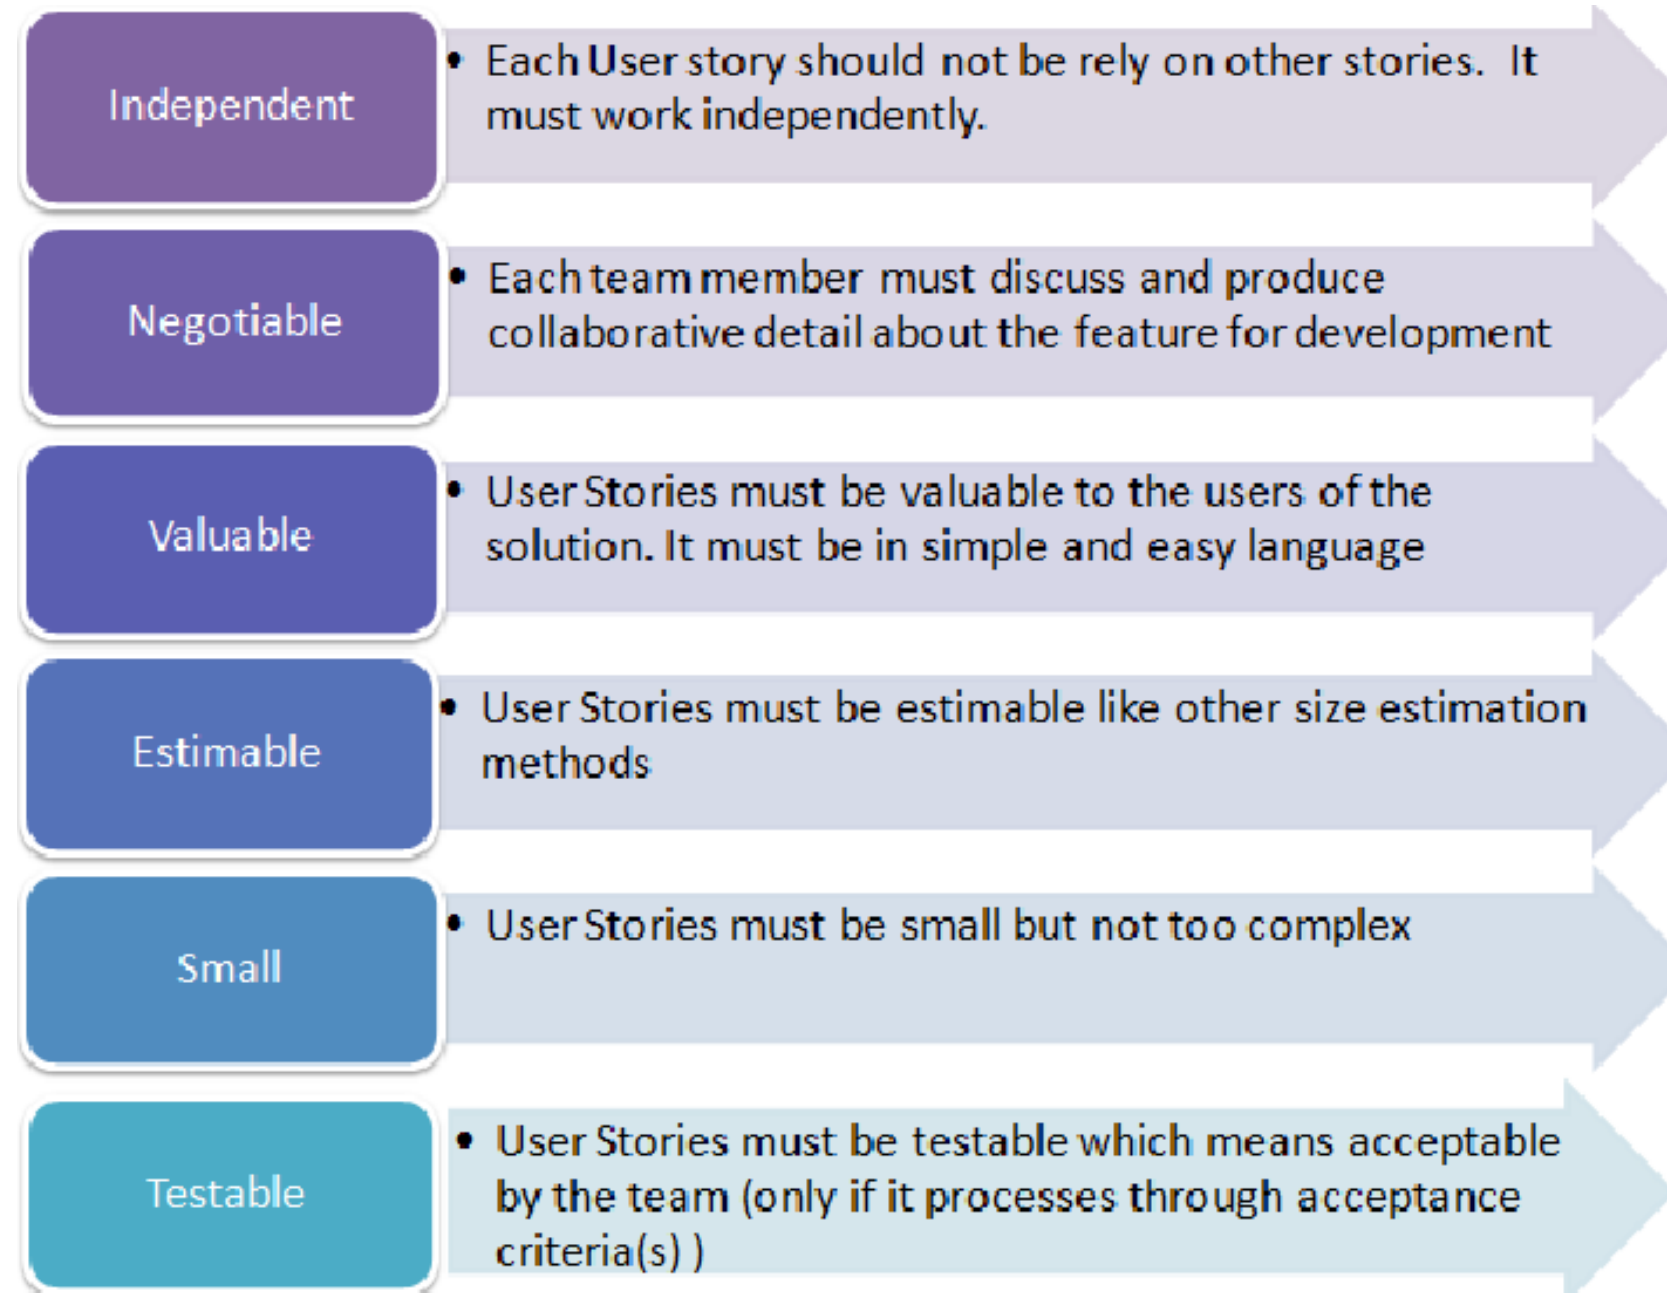 Independent
• Each User story should not be rely on other stories. It
must work independently.
Negotiable
• Each team member must discuss and produce
collaborative detail about the feature for development
Valuable
• User Stories must be valuable to the users of the
solution. It must be in simple and easy language
Estimable
• User Stories must be estimable like other size estimation
methods
Small
• User Stories must be small but not too complex
Testable
• User Stories must be testable which means acceptable
by the team (only if it processes through acceptance
criteria(s) )